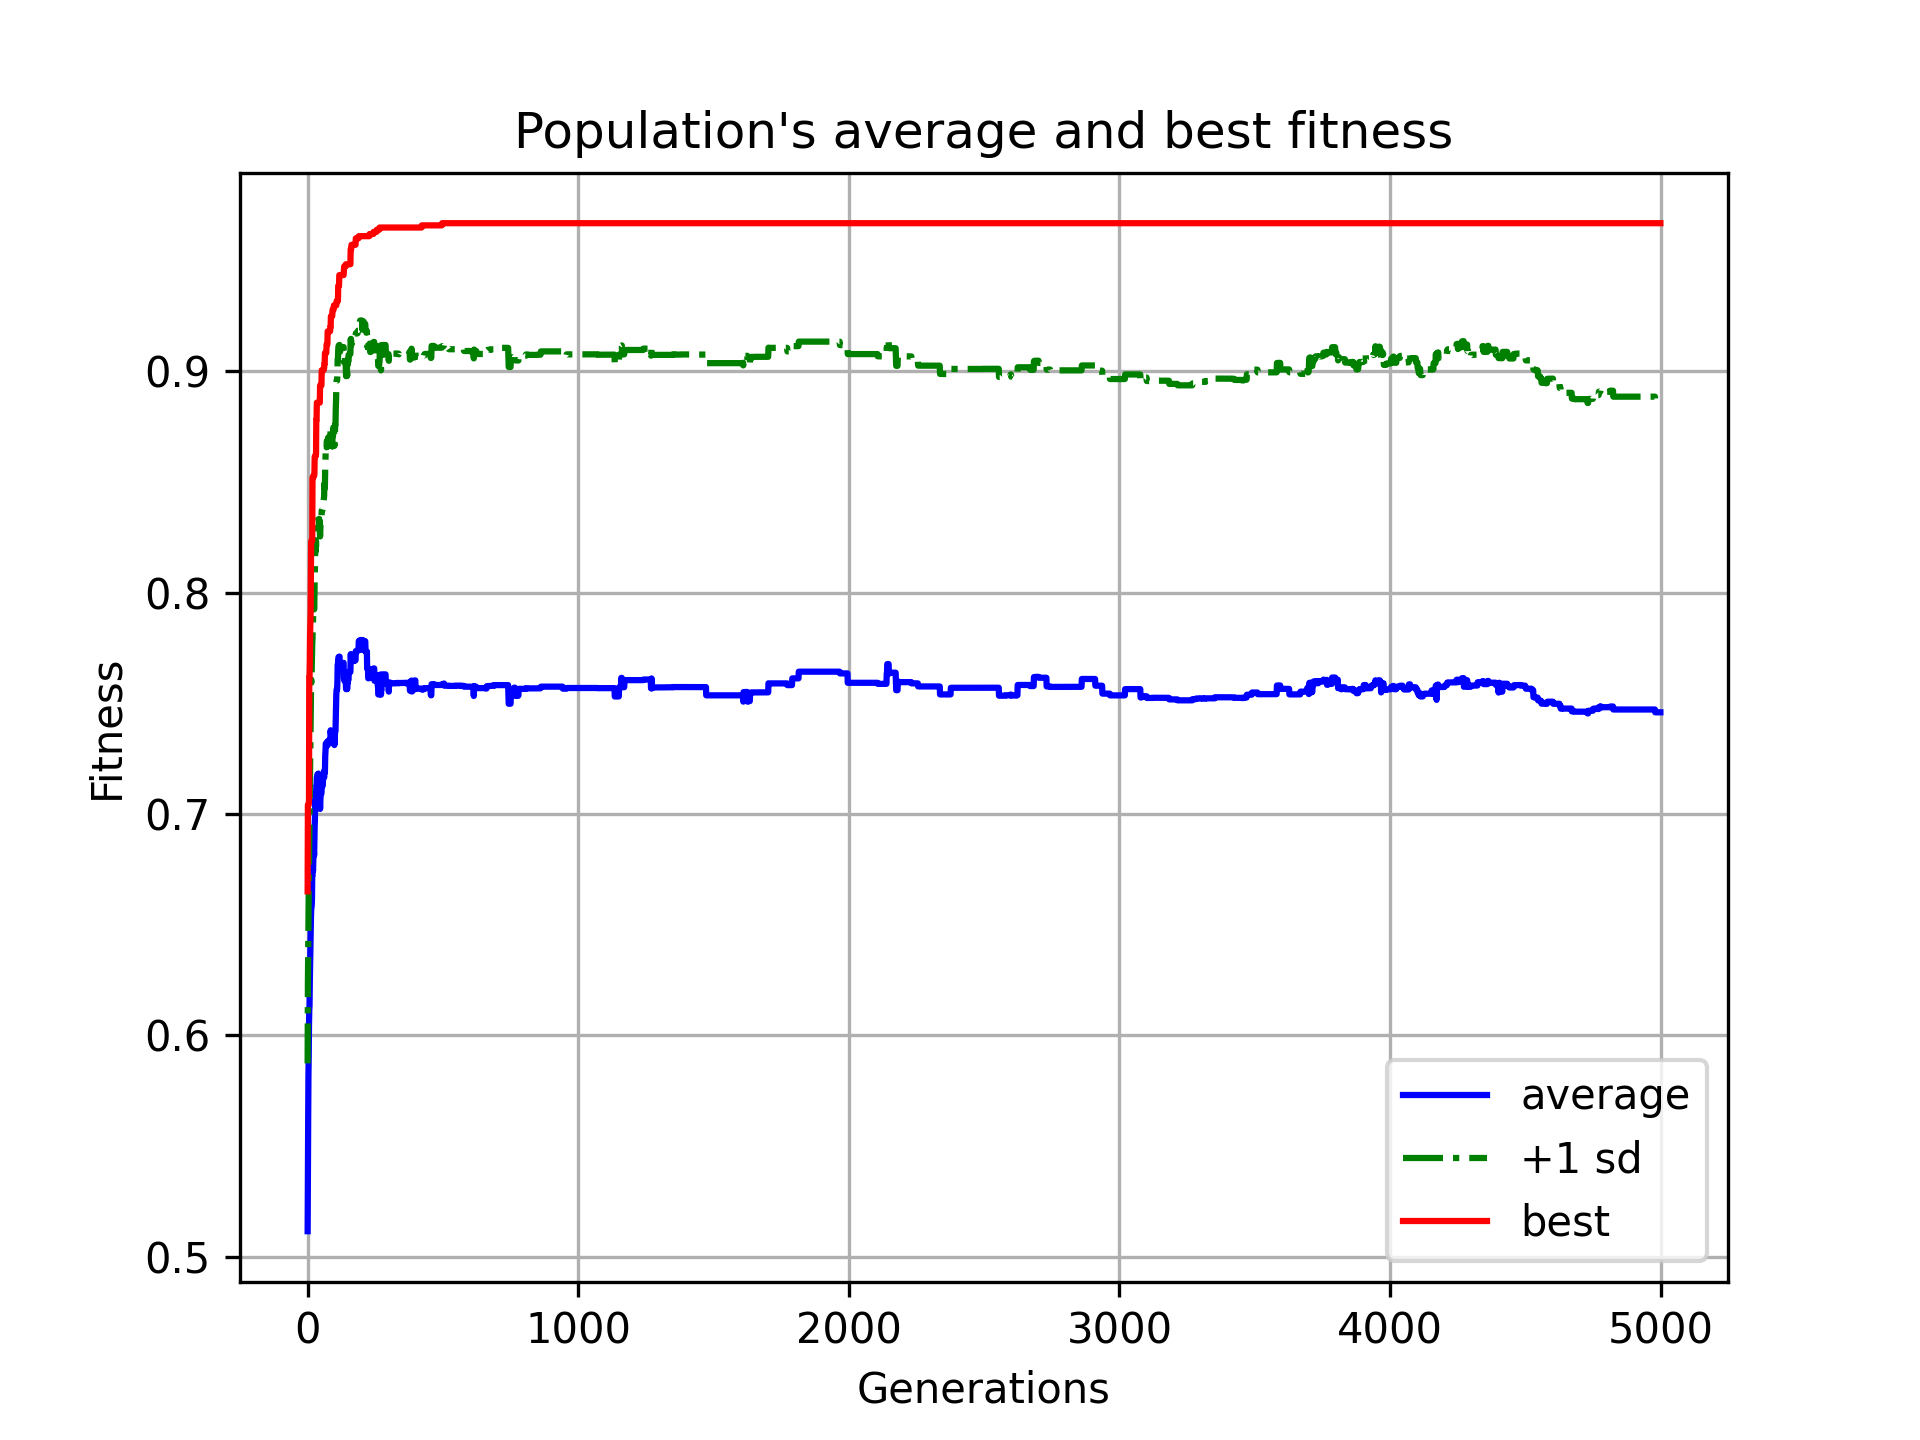 Population's average and best fitness
Fitness
0.9
0.8
0.7
0.6
0.5
0 1000 2000 3000 4000 5000
Generations
average
+1 sd
best